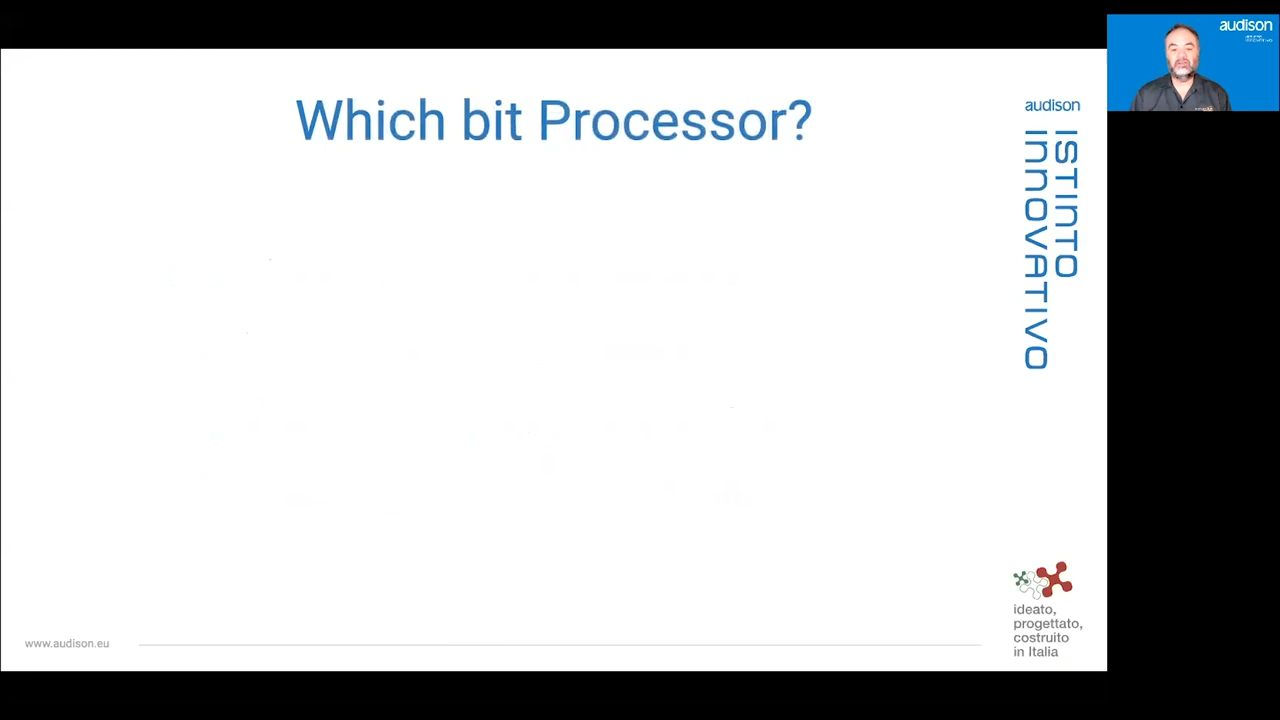 Which bit Processor?
audison
ISTINTO
INNOVATIVO
ideato,
progettato,
costruito
in Italia
www.audison.eu
audison